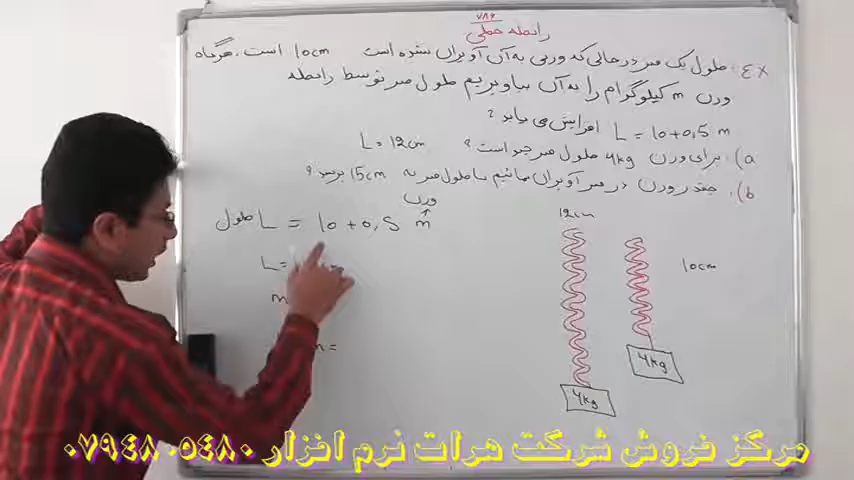 ۷۸۶
رابطه خطی
Ex: طول یک فنر در حالی که وزنی به آن آویزان نشده است 10cm است. هرگاه
وزن m کیلوگرام را به آن بیاویزیم طول فنر توسط رابطه
L = 10+0,5 m افزایش می یابد؟
a). برای وزن 4kg طول فنر چند است؟ L = 12cm
b). چقدر وزن در فنر آویزان نمائیم تا طول فنر به 15cm برسد؟
وزن
طول L = 10 + 0,5 m
L =
m
m =
12cm
10cm
4kg
4kg
مرکز فروش شرکت هرات نرم افزار ۰۷۹۴۸۰۵۴۸۰